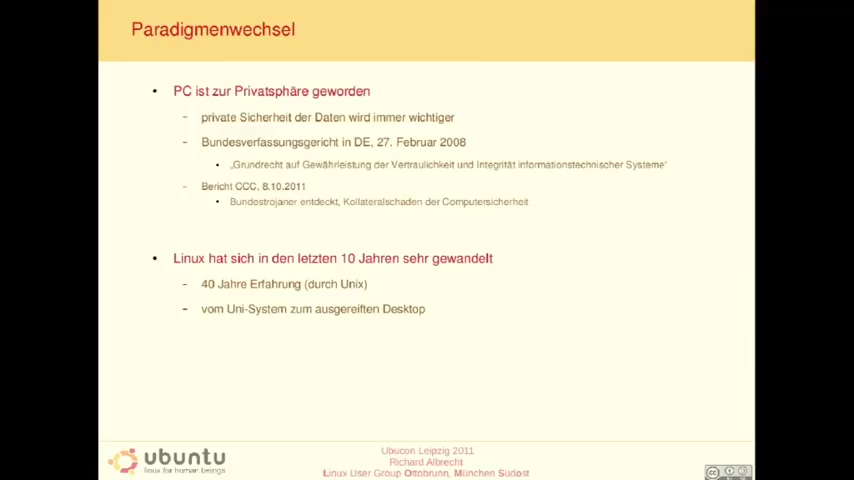 Paradigmenwechsel
• PC ist zur Privatsphäre geworden
– private Sicherheit der Daten wird immer wichtiger
– Bundesverfassungsgericht in DE, 27. Februar 2008
• „Grundrecht auf Gewährleistung der Vertraulichkeit und Integrität informationstechnischer Systeme“
– Bericht CCC, 8.10.2011
• Bundestrojaner entdeckt, Kollateralschaden der Computersicherheit
• Linux hat sich in den letzten 10 Jahren sehr gewandelt
– 40 Jahre Erfahrung (durch Unix)
– vom Uni-System zum ausgereiften Desktop
ubuntu
linux for human beings
Ubucon Leipzig 2011
Richard Albrecht
Linux User Group Ottobrunn, München Südost
cc